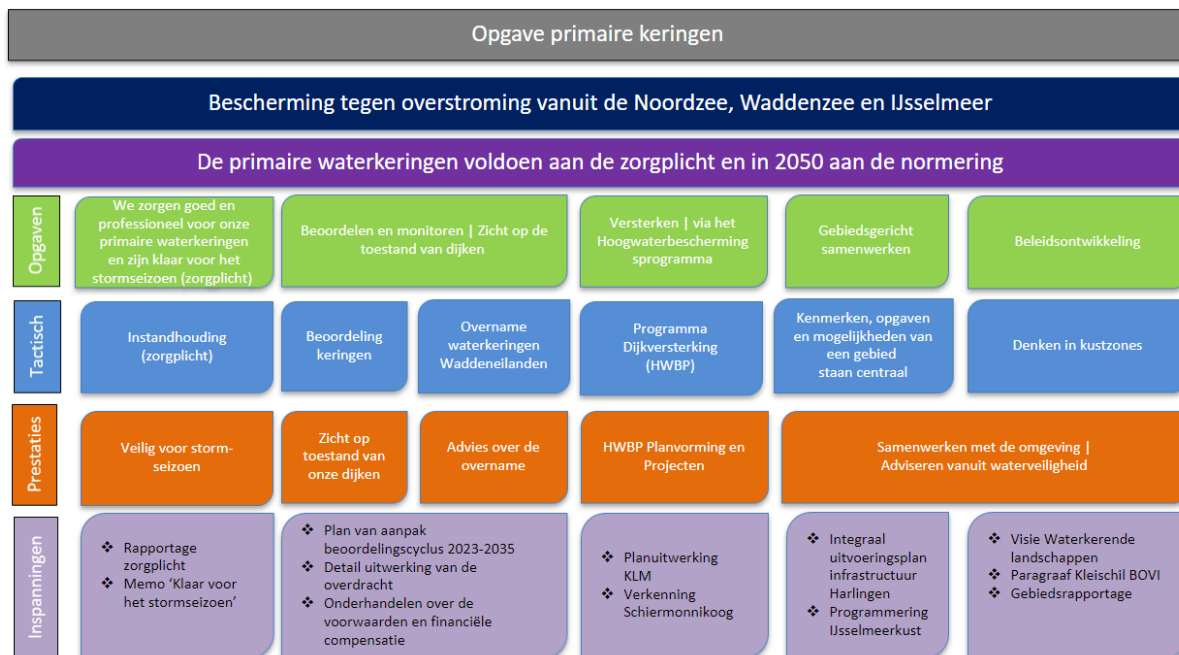 Opgave primaire keringen
Bescherming tegen overstroming vanuit de Noordzee, Waddenzee en IJsselmeer
De primaire waterkeringen voldoen aan de zorgplicht en in 2050 aan de normering
Opgaven
We zorgen goed en
professioneel voor onze
primaire waterkeringen
en zijn klaar voor het
stormseizoen (zorgplicht)
Beoordelen en monitoren | Zicht op de
toestand van dijken
Versterken | via het
Hoogwaterbescherming
sprogramma
Gebiedsgericht
samenwerken
Beleidsontwikkeling
Tactisch
Instandhouding
(zorgplicht)
Beoordeling
keringen
Overname
waterkeringen
Waddeneilanden
Programma
Dijkversterking
(HWBP)
Kenmerken, opgaven
en mogelijkheden van
een gebied
staan centraal
Denken in kustzones
Prestaties
Veilig voor storm-
seizoen
Zicht op
toestand van
onze dijken
Advies over de
overname
HWBP Planvorming en
Projecten
Samenwerken met de omgeving |
Adviseren vanuit waterveiligheid
Inspanningen
❖ Rapportage
zorgplicht
❖ Memo ‘Klaar voor
het stormseizoen’
❖ Plan van aanpak
beoordelingscyclus 2023-2035
❖ Detail uitwerking van de
overdracht
❖ Onderhandelen over de
voorwaarden en financiële
compensatie
❖ Planuitwerking
KLM
❖ Verkenning
Schiermonnikoog
❖ Integraal
uitvoeringsplan
infrastructuur
Harlingen
❖ Programmering
IJsselmeerkust
❖ Visie Waterkerende
landschappen
❖ Paragraaf Kleischil BOVI
❖ Gebiedsrapportage